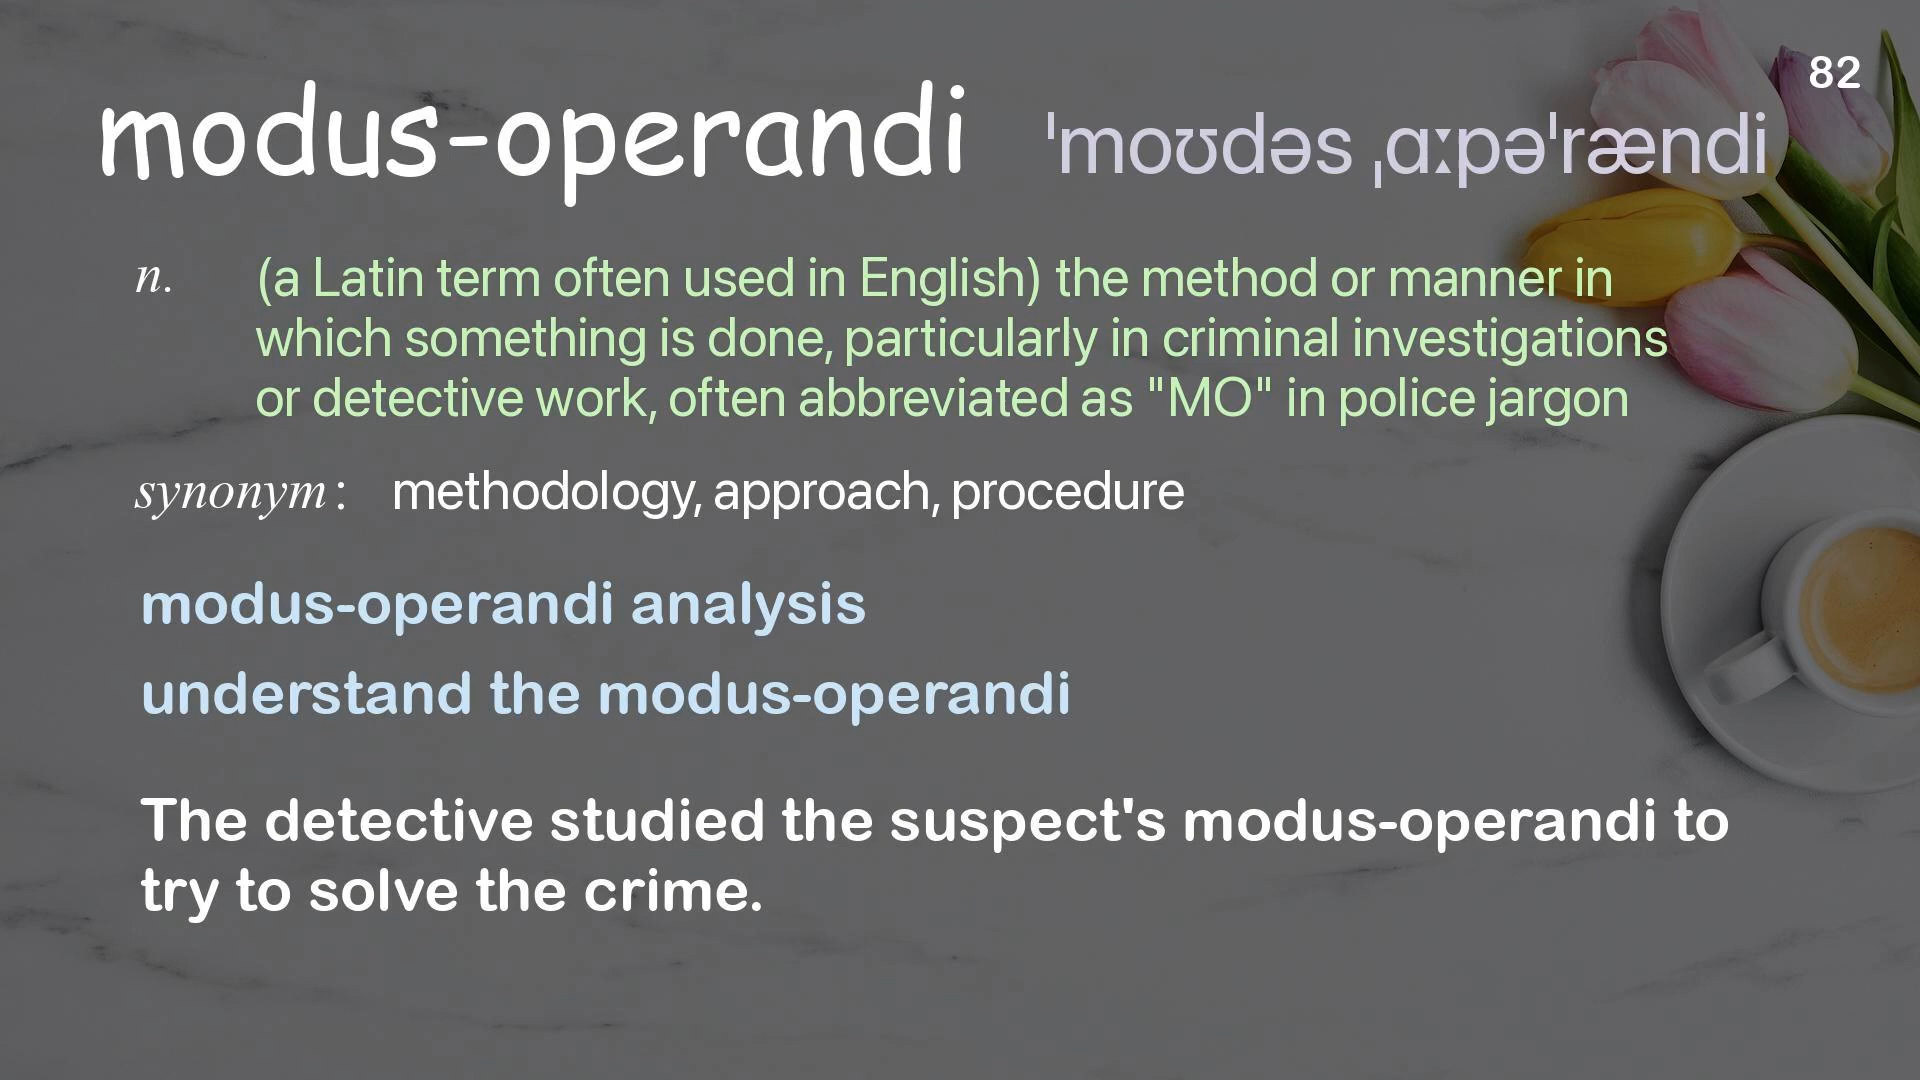 82
modus-operandi ˈmoʊdəs ˌɑːpəˈrændi
n. (a Latin term often used in English) the method or manner in
which something is done, particularly in criminal investigations
or detective work, often abbreviated as "MO" in police jargon
synonym: methodology, approach, procedure
modus-operandi analysis
understand the modus-operandi
The detective studied the suspect's modus-operandi to
try to solve the crime.